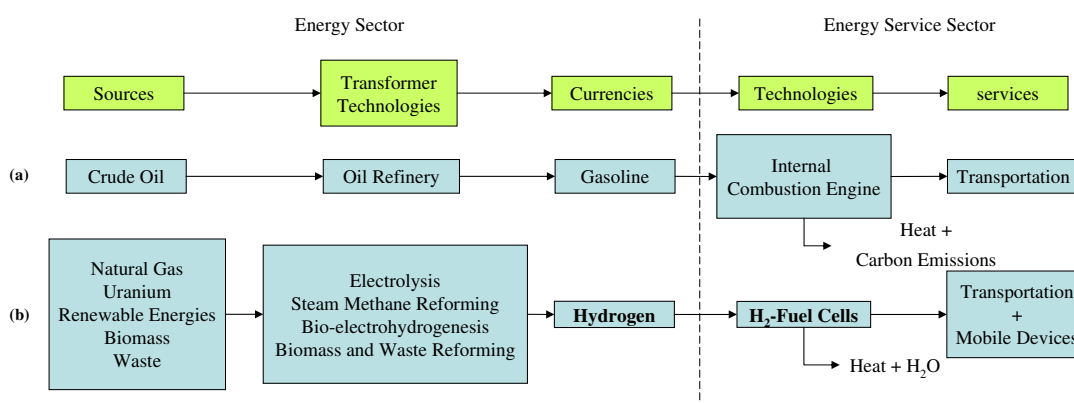 Energy Sector
Energy Service Sector
Sources
Transformer
Technologies
Currencies
Technologies
services
(a)
Crude Oil
Oil Refinery
Gasoline
Internal
Combustion Engine
Transportation
Heat +
Carbon Emissions
(b)
Natural Gas
Uranium
Renewable Energies
Biomass
Waste
Electrolysis
Steam Methane Reforming
Bio-electrohydrogenesis
Biomass and Waste Reforming
Hydrogen
H₂-Fuel Cells
Transportation
+
Mobile Devices
Heat + H₂O